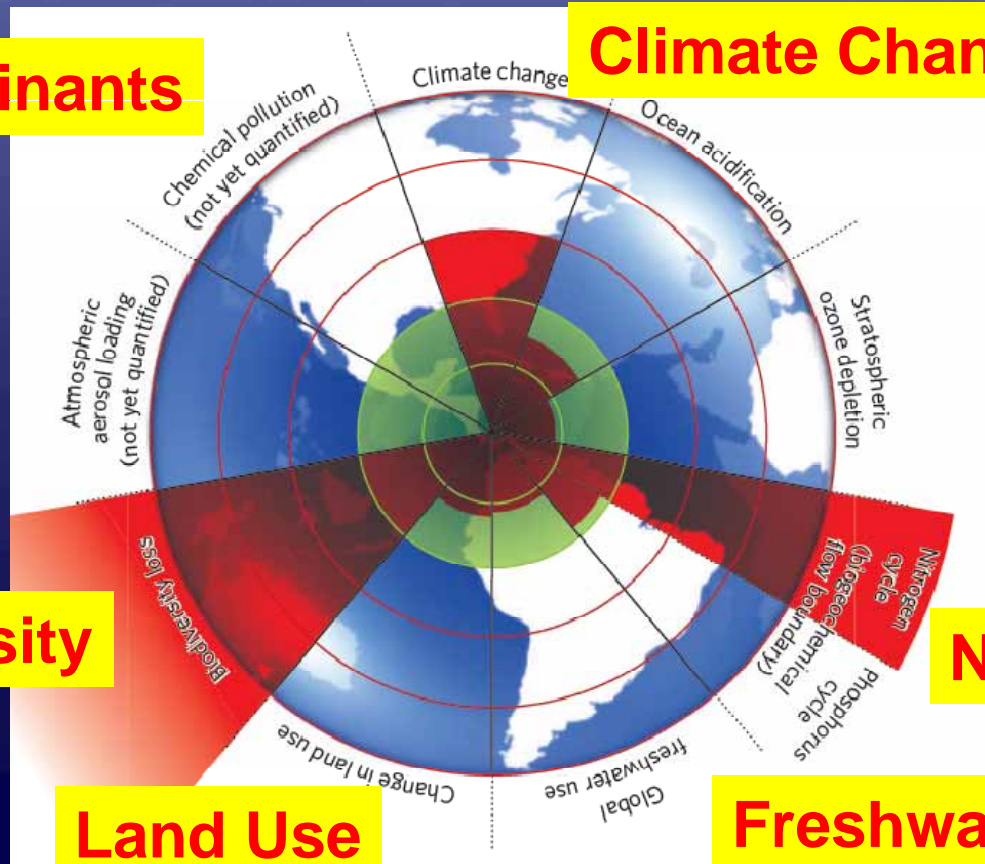 inants
Climate Chan
Climate change
Ocean acidification
Chemical pollution
(not yet quantified)
Stratospheric
ozone depletion
Atmospheric
aerosol loading
(not yet quantified)
Biodiversity loss
Nitrogen
cycle
(biogeochemical
flow boundary)
Phosphorus
cycle
sity
N
Change in land use
Global
freshwater use
Land Use
Freshwa